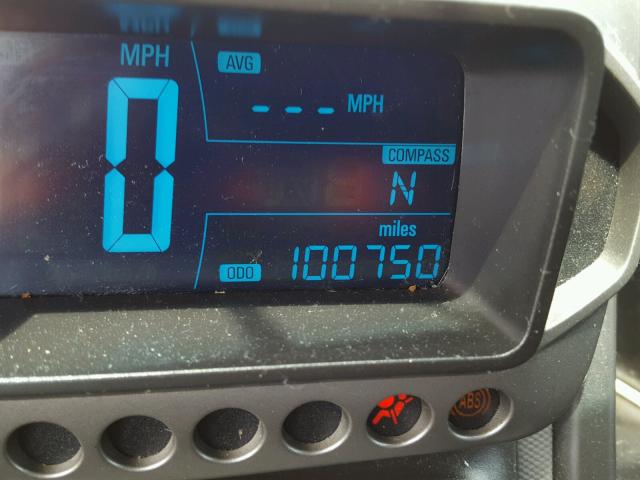 MPH
AVG
0
--- MPH
COMPASS
N
miles
ODO 100750
ABS